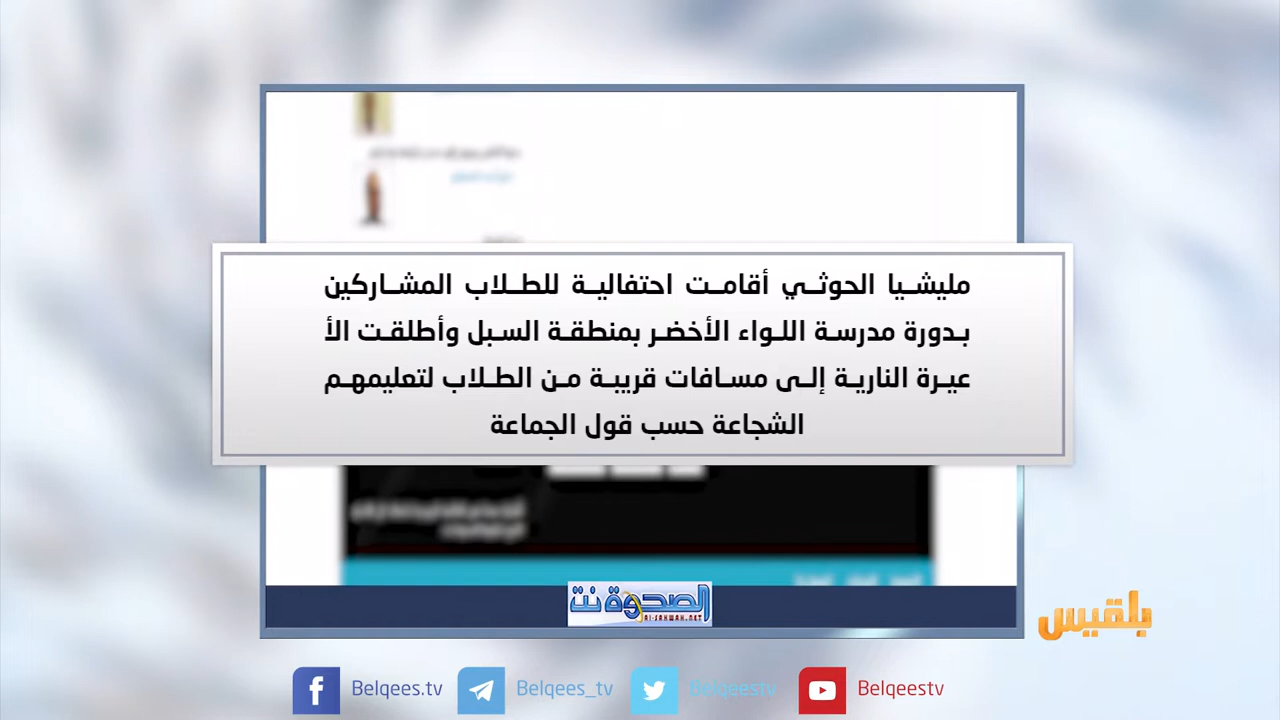 مليشيا الحوثي أقامت احتفالية للطلاب المشاركين
بدورة مدرسة اللواء الأخضر بمنطقة السبل وأطلقت الأ
عيرة النارية إلى مسافات قريبة من الطلاب لتعليمهم
الشجاعة حسب قول الجماعة
الصحوة نت
Al-SAHWAH.NET
بلقيس
Belqees.tv
Belqees_tv
Belqeestv
Belqeestv